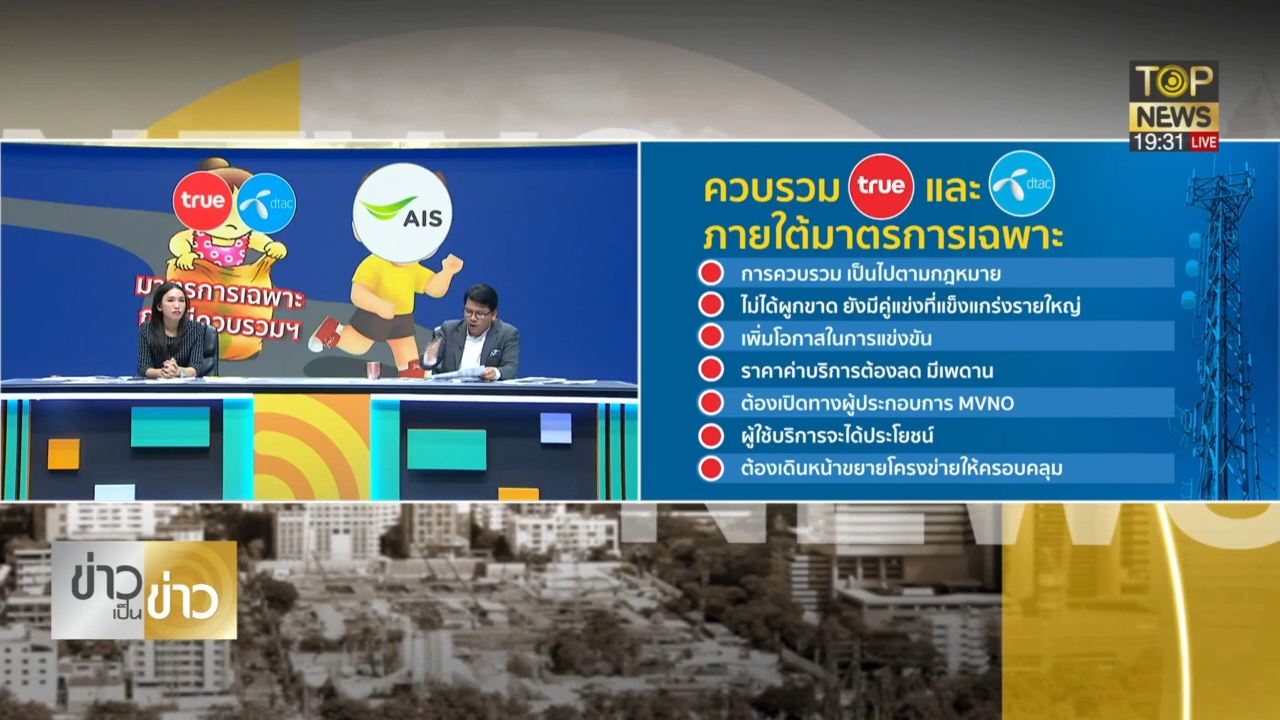 TOP
NEWS
19:31 LIVE
ควบรวม true และ dtac
ภายใต้มาตรการเฉพาะ
การควบรวม เป็นไปตามกฎหมาย
ไม่ได้ผูกขาด ยังมีคู่แข่งที่แข็งแกร่งรายใหญ่
เพิ่มโอกาสในการแข่งขัน
ราคาค่าบริการต้องลด มีเพดาน
ต้องเปิดทางผู้ประกอบการ MVNO
ผู้ใช้บริการจะได้ประโยชน์
ต้องเดินหน้าขยายโครงข่ายให้ครอบคลุม
true dtac
AIS
มาตรการเฉพาะ
ควบรวมฯ
ข่าว
เป็น ข่าว
NEWS